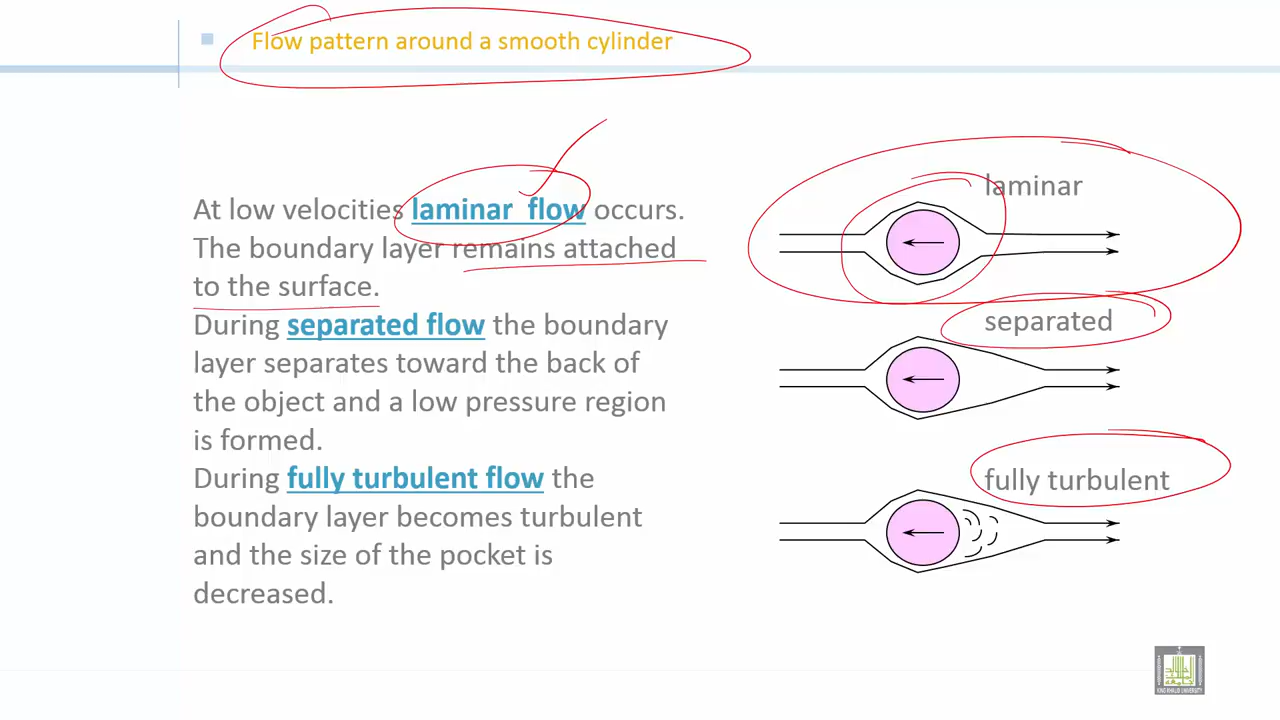 Flow pattern around a smooth cylinder
At low velocities laminar flow occurs.
The boundary layer remains attached
to the surface.
During separated flow the boundary
layer separates toward the back of
the object and a low pressure region
is formed.
During fully turbulent flow the
boundary layer becomes turbulent
and the size of the pocket is
decreased.
laminar
separated
fully turbulent
KING KHALID UNIVERSITY